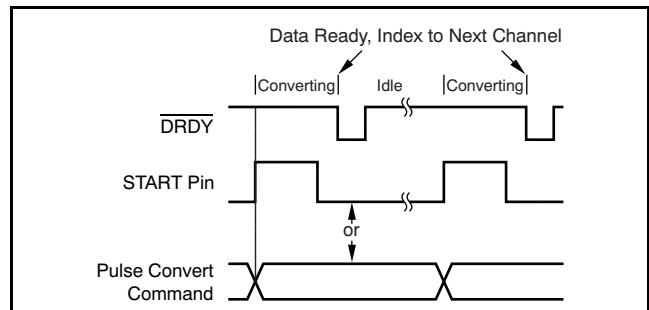 Data Ready, Index to Next Channel
Converting Idle Converting
DRDY
START Pin
or
Pulse Convert
Command